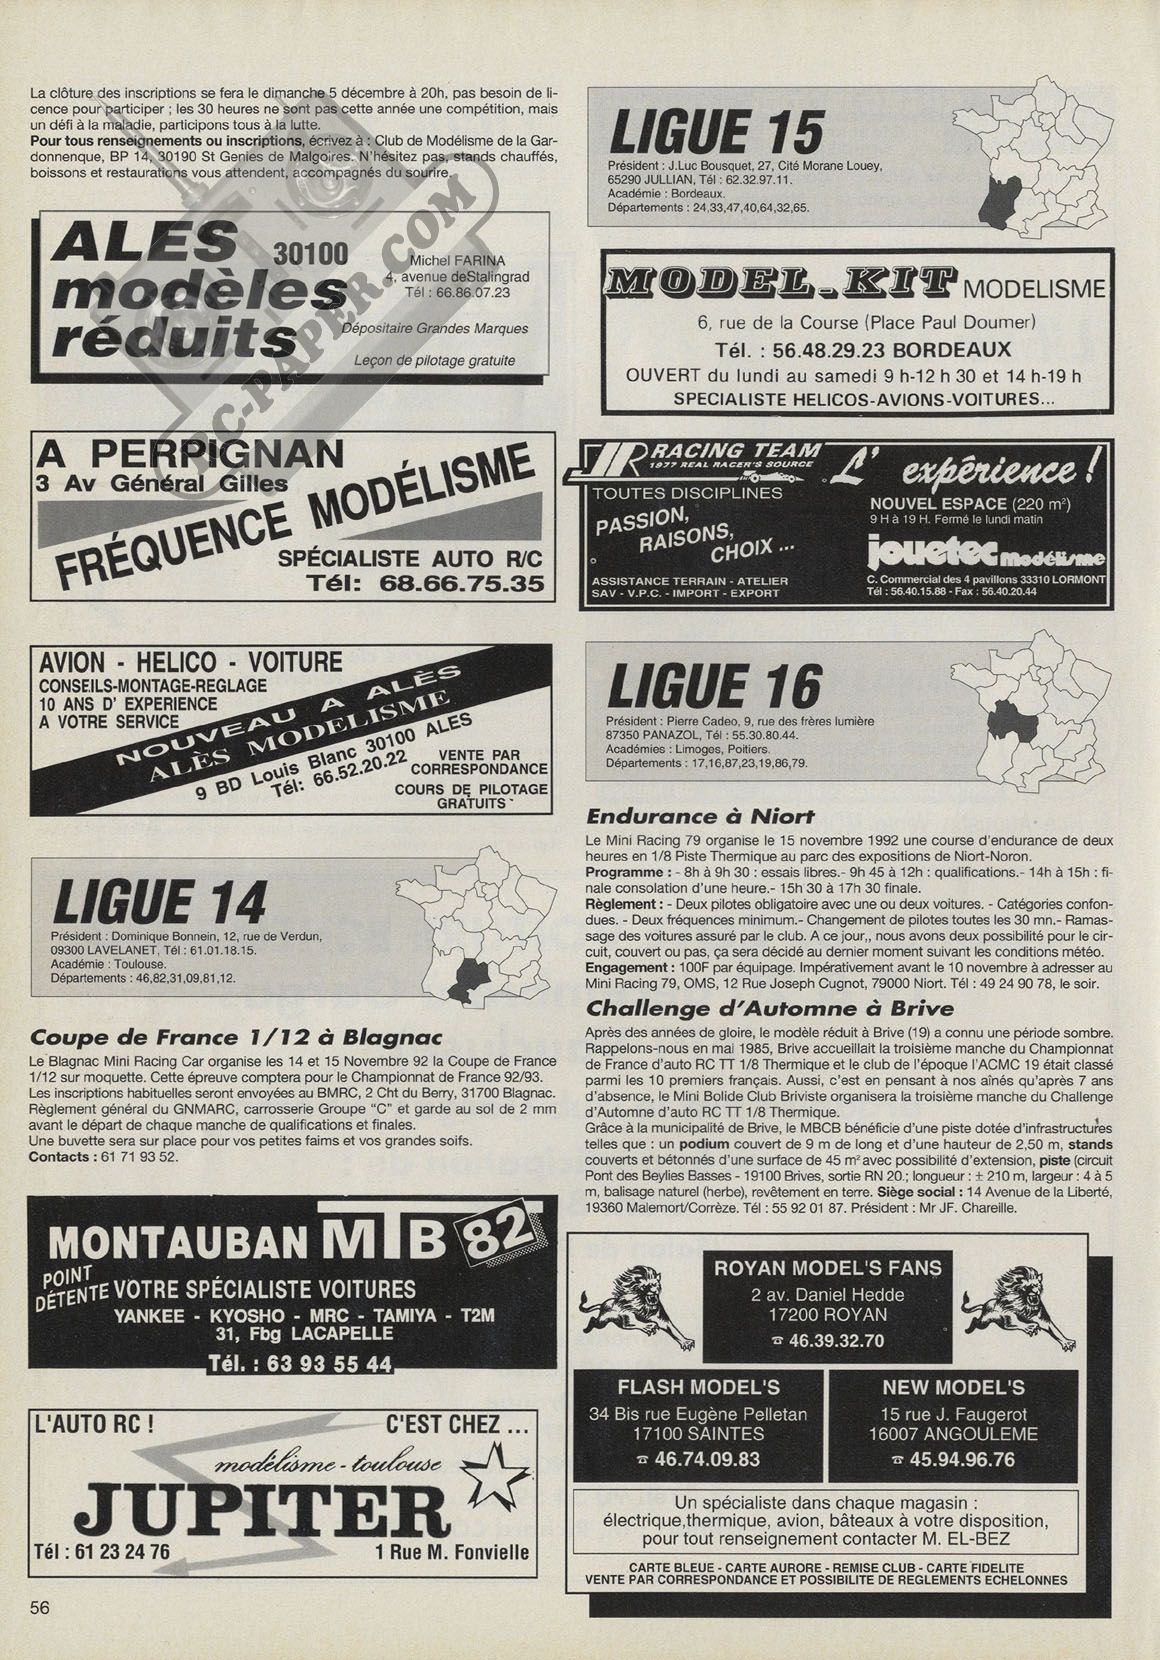 La clôture des inscriptions se fera le dimanche 5 décembre à 20h, pas besoin de li-
cence pour participer ; les 30 heures ne sont pas cette année une compétition, mais
un défi à la maladie, participons tous à la lutte.
Pour tous renseignements ou inscriptions, écrivez à : Club de Modélisme de la Gar-
donnenque, BP 14, 30190 St Genies de Malgoires. N'hésitez pas, stands chauffés,
boissons et restaurations vous attendent, accompagnés du sourire.
RC-PAPER.COM
ALES 30100
modèles
réduits
Michel FARINA
4, avenue deStalingrad
Tél : 66.86.07.23
Dépositaire Grandes Marques
Leçon de pilotage gratuite
A PERPIGNAN
3 Av Général Gilles
FRÉQUENCE MODÉLISME
SPÉCIALISTE AUTO R/C
Tél: 68.66.75.35
AVION - HELICO - VOITURE
CONSEILS-MONTAGE-REGLAGE
10 ANS D' EXPERIENCE
A VOTRE SERVICE
NOUVEAU A ALÈS
ALÈS MODELISME
9 BD Louis Blanc 30100 ALES
Tél: 66.52.20.22
VENTE PAR
CORRESPONDANCE
COURS DE PILOTAGE
GRATUITS
LIGUE 14
Président : Dominique Bonnein, 12, rue de Verdun,
09300 LAVELANET, Tél : 61.01.18.15.
Académie : Toulouse.
Départements : 46,82,31,09,81,12.
Coupe de France 1/12 à Blagnac
Le Blagnac Mini Racing Car organise les 14 et 15 Novembre 92 la Coupe de France
1/12 sur moquette. Cette épreuve comptera pour le Championnat de France 92/93.
Les inscriptions habituelles seront envoyées au BMRC, 2 Cht du Berry, 31700 Blagnac.
Règlement général du GNMARC, carrosserie Groupe "C" et garde au sol de 2 mm
avant le départ de chaque manche de qualifications et finales.
Une buvette sera sur place pour vos petites faims et vos grandes soifs.
Contacts : 61 71 93 52.
MONTAUBAN MTB 82
POINT
DÉTENTE VOTRE SPÉCIALISTE VOITURES
YANKEE - KYOSHO - MRC - TAMIYA - T2M
31, Fbg LACAPELLE
Tél. : 63 93 55 44
L'AUTO RC ! C'EST CHEZ ...
modélisme - toulouse
JUPITER
Tél : 61 23 24 76 1 Rue M. Fonvielle
56
LIGUE 15
Président : J.Luc Bousquet, 27, Cité Morane Louey,
65290 JULLIAN, Tél : 62.32.97.11.
Académie : Bordeaux.
Départements : 24,33,47,40,64,32,65.
MODEL-KIT MODELISME
6, rue de la Course (Place Paul Doumer)
Tél. : 56.48.29.23 BORDEAUX
OUVERT du lundi au samedi 9 h-12 h 30 et 14 h-19 h
SPECIALISTE HELICOS-AVIONS-VOITURES...
JR RACING TEAM
1977 REAL RACER'S SOURCE
TOUTES DISCIPLINES
PASSION,
RAISONS,
CHOIX ...
ASSISTANCE TERRAIN - ATELIER
SAV - V.P.C. - IMPORT - EXPORT
L' expérience !
NOUVEL ESPACE (220 m²)
9 H à 19 H. Fermé le lundi matin
jouetec modélisme
C. Commercial des 4 pavillons 33310 LORMONT
Tél : 56.40.15.88 - Fax : 56.40.20.44
LIGUE 16
Président : Pierre Cadeo, 9, rue des frères lumière
87350 PANAZOL, Tél : 55.30.80.44.
Académies : Limoges, Poitiers.
Départements : 17,16,87,23,19,86,79.
Endurance à Niort
Le Mini Racing 79 organise le 15 novembre 1992 une course d'endurance de deux
heures en 1/8 Piste Thermique au parc des expositions de Niort-Noron.
Programme : - 8h à 9h 30 : essais libres.- 9h 45 à 12h : qualifications.- 14h à 15h : fi-
nale consolation d'une heure.- 15h 30 à 17h 30 finale.
Règlement : - Deux pilotes obligatoire avec une ou deux voitures. - Catégories confon-
dues. - Deux fréquences minimum.- Changement de pilotes toutes les 30 mn.- Ramas-
sage des voitures assuré par le club. A ce jour,, nous avons deux possibilité pour le cir-
cuit, couvert ou pas, ça sera décidé au dernier moment suivant les conditions météo.
Engagement : 100F par équipage. Impérativement avant le 10 novembre à adresser au
Mini Racing 79, OMS, 12 Rue Joseph Cugnot, 79000 Niort. Tél : 49 24 90 78, le soir.
Challenge d'Automne à Brive
Après des années de gloire, le modèle réduit à Brive (19) a connu une période sombre.
Rappelons-nous en mai 1985, Brive accueillait la troisième manche du Championnat
de France d'auto RC TT 1/8 Thermique et le club de l'époque l'ACMC 19 était classé
parmi les 10 premiers français. Aussi, c'est en pensant à nos aînés qu'après 7 ans
d'absence, le Mini Bolide Club Briviste organisera la troisième manche du Challenge
d'Automne d'auto RC TT 1/8 Thermique.
Grâce à la municipalité de Brive, le MBCB bénéficie d'une piste dotée d'infrastructures
telles que : un podium couvert de 9 m de long et d'une hauteur de 2,50 m, stands
couverts et bétonnés d'une surface de 45 m² avec possibilité d'extension, piste (circuit
Pont des Beylies Basses - 19100 Brives, sortie RN 20.; longueur : ± 210 m, largeur : 4 à 5
m, balisage naturel (herbe), revêtement en terre. Siège social : 14 Avenue de la Liberté,
19360 Malemort/Corrèze. Tél : 55 92 01 87. Président : Mr JF. Chareille.
ROYAN MODEL'S FANS
2 av. Daniel Hedde
17200 ROYAN
☎ 46.39.32.70
FLASH MODEL'S
34 Bis rue Eugène Pelletan
17100 SAINTES
☎ 46.74.09.83
NEW MODEL'S
15 rue J. Faugerot
16007 ANGOULEME
☎ 45.94.96.76
Un spécialiste dans chaque magasin :
électrique,thermique, avion, bâteaux à votre disposition,
pour tout renseignement contacter M. EL-BEZ
CARTE BLEUE - CARTE AURORE - REMISE CLUB - CARTE FIDELITE
VENTE PAR CORRESPONDANCE ET POSSIBILITE DE REGLEMENTS ECHELONNES